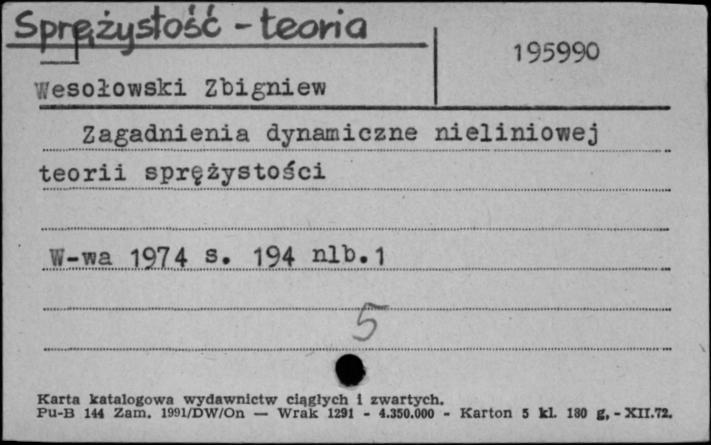 Sprężystość - teoria
195990
Wesołowski Zbigniew
Zagadnienia dynamiczne nieliniowej
teorii sprężystości
W-wa 1974 s. 194 nlb.1
5
Karta katalogowa wydawnictw ciągłych i zwartych.
Pu-B 144 Zam. 1991/DW/On — Wrak 1291 - 4.350.000 - Karton 5 kl. 180 g, - XII.72.